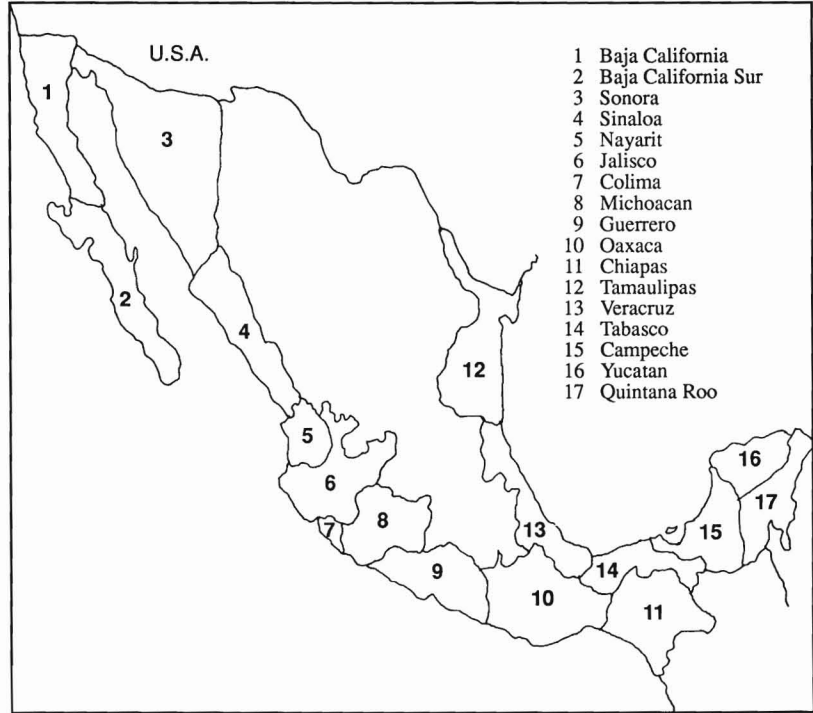 U.S.A.
1 Baja California
2 Baja California Sur
3 Sonora
4 Sinaloa
5 Nayarit
6 Jalisco
7 Colima
8 Michoacan
9 Guerrero
10 Oaxaca
11 Chiapas
12 Tamaulipas
13 Veracruz
14 Tabasco
15 Campeche
16 Yucatan
17 Quintana Roo
1
3
2
4
12
5
16
6
17
8
7
13
15
9
14
10
11